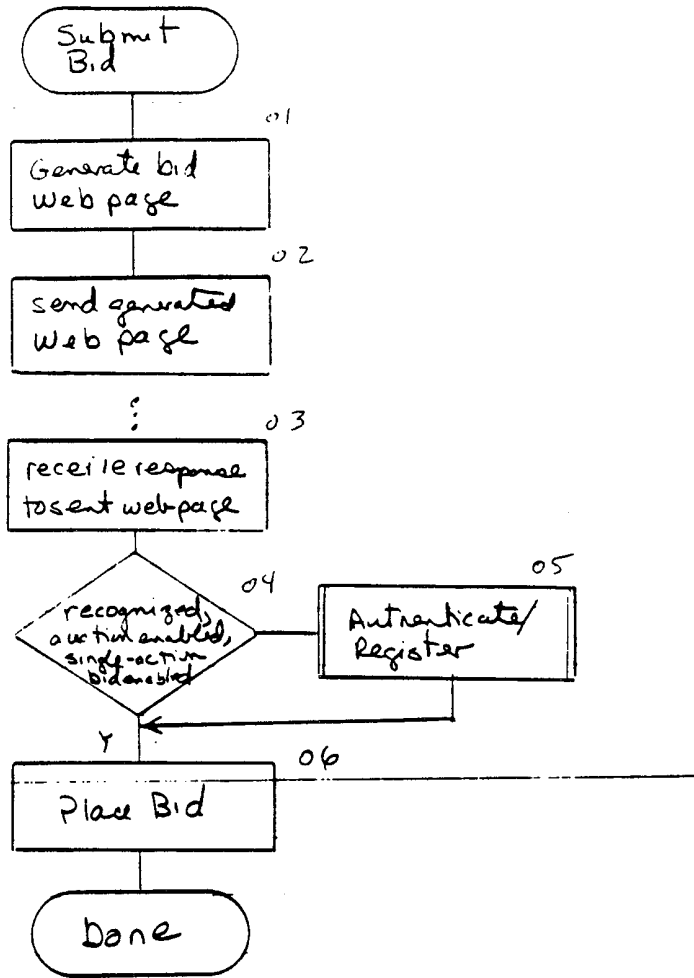 Submit
Bid
01
Generate bid
Web page
02
send generated
Web page
03
receive response
to sent web page
04
recognized,
auction enabled,
single-action
bid enabled
05
Authenticate/
Register
Y
06
Place Bid
Done